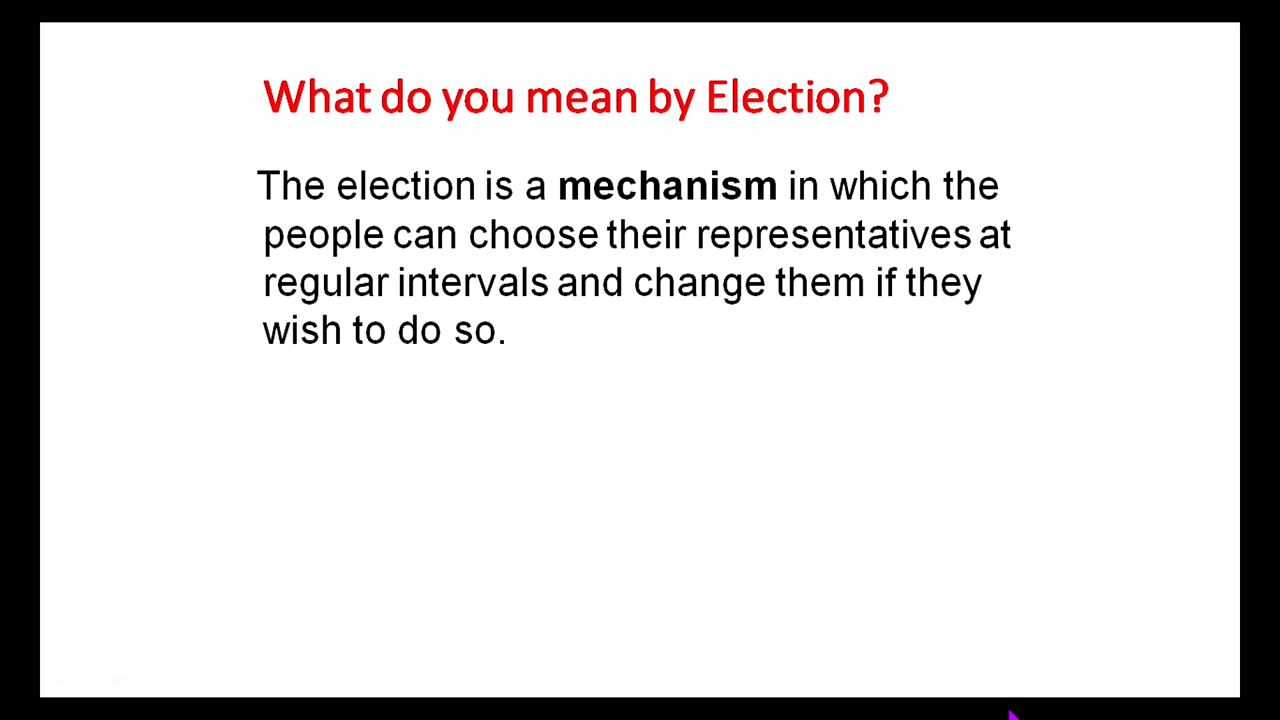 What do you mean by Election?
The election is a mechanism in which the
people can choose their representatives at
regular intervals and change them if they
wish to do so.